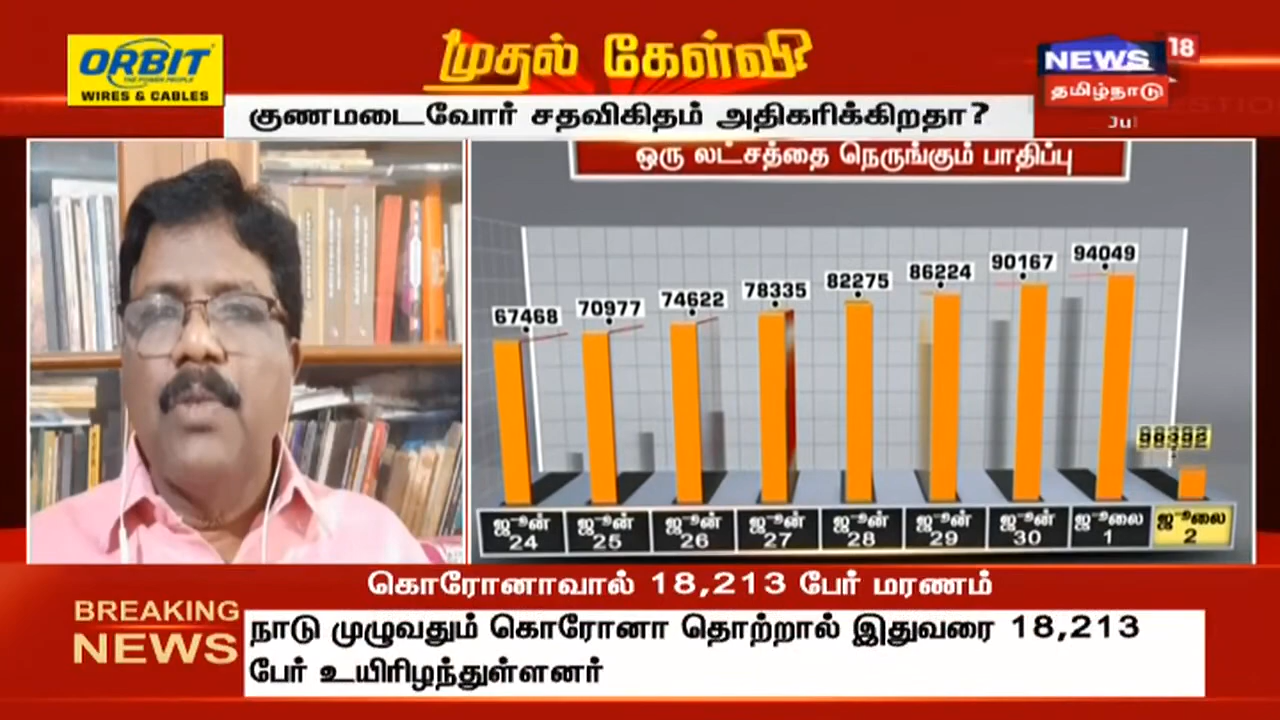 ORBIT
THE POWER PEOPLE
WIRES & CABLES
முதல் கேள்வி?
NEWS 18
தமிழ்நாடு
Jul
குணமடைவோர் சதவிகிதம் அதிகரிக்கிறதா?
ஒரு லட்சத்தை நெருங்கும் பாதிப்பு
67468
70977
74622
78335
82275
86224
90167
94049
ஜூன் 24
ஜூன் 25
ஜூன் 26
ஜூன் 27
ஜூன் 28
ஜூன் 29
ஜூன் 30
ஜூலை 1
ஜூலை 2
கொரோனாவால் 18,213 பேர் மரணம்
BREAKING
NEWS
நாடு முழுவதும் கொரோனா தொற்றால் இதுவரை 18,213
பேர் உயிரிழந்துள்ளனர்